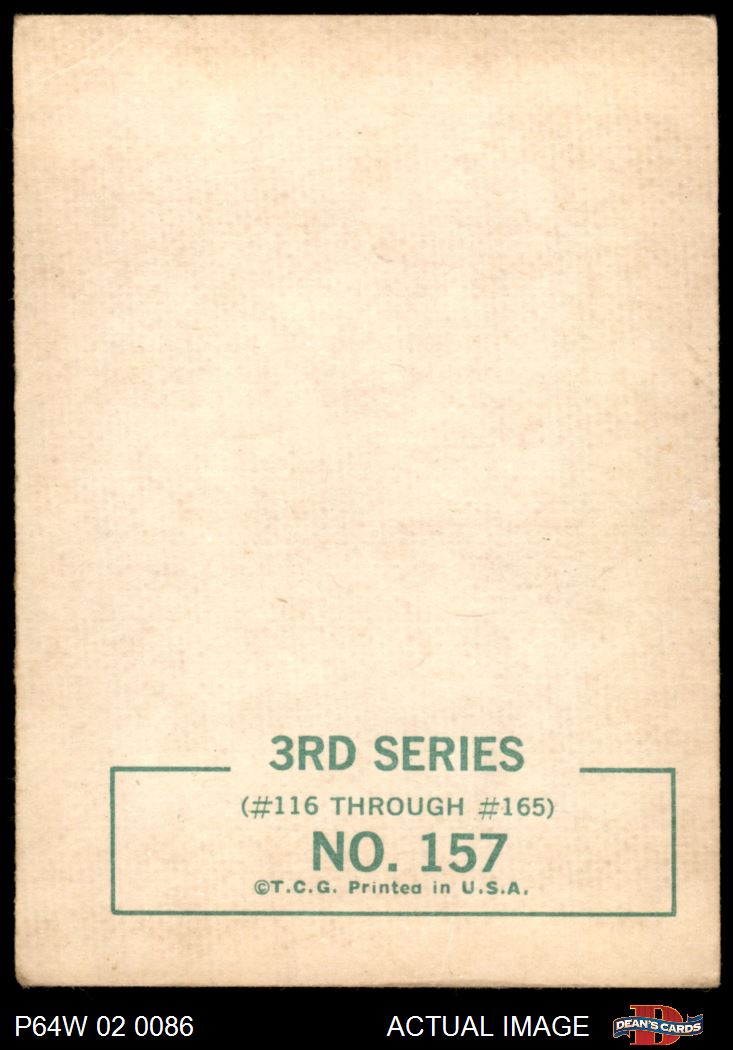 3RD SERIES
(#116 THROUGH #165)
NO. 157
©T.C.G. Printed in U.S.A.
P64W 02 0086
ACTUAL IMAGE
DEAN'S CARDS